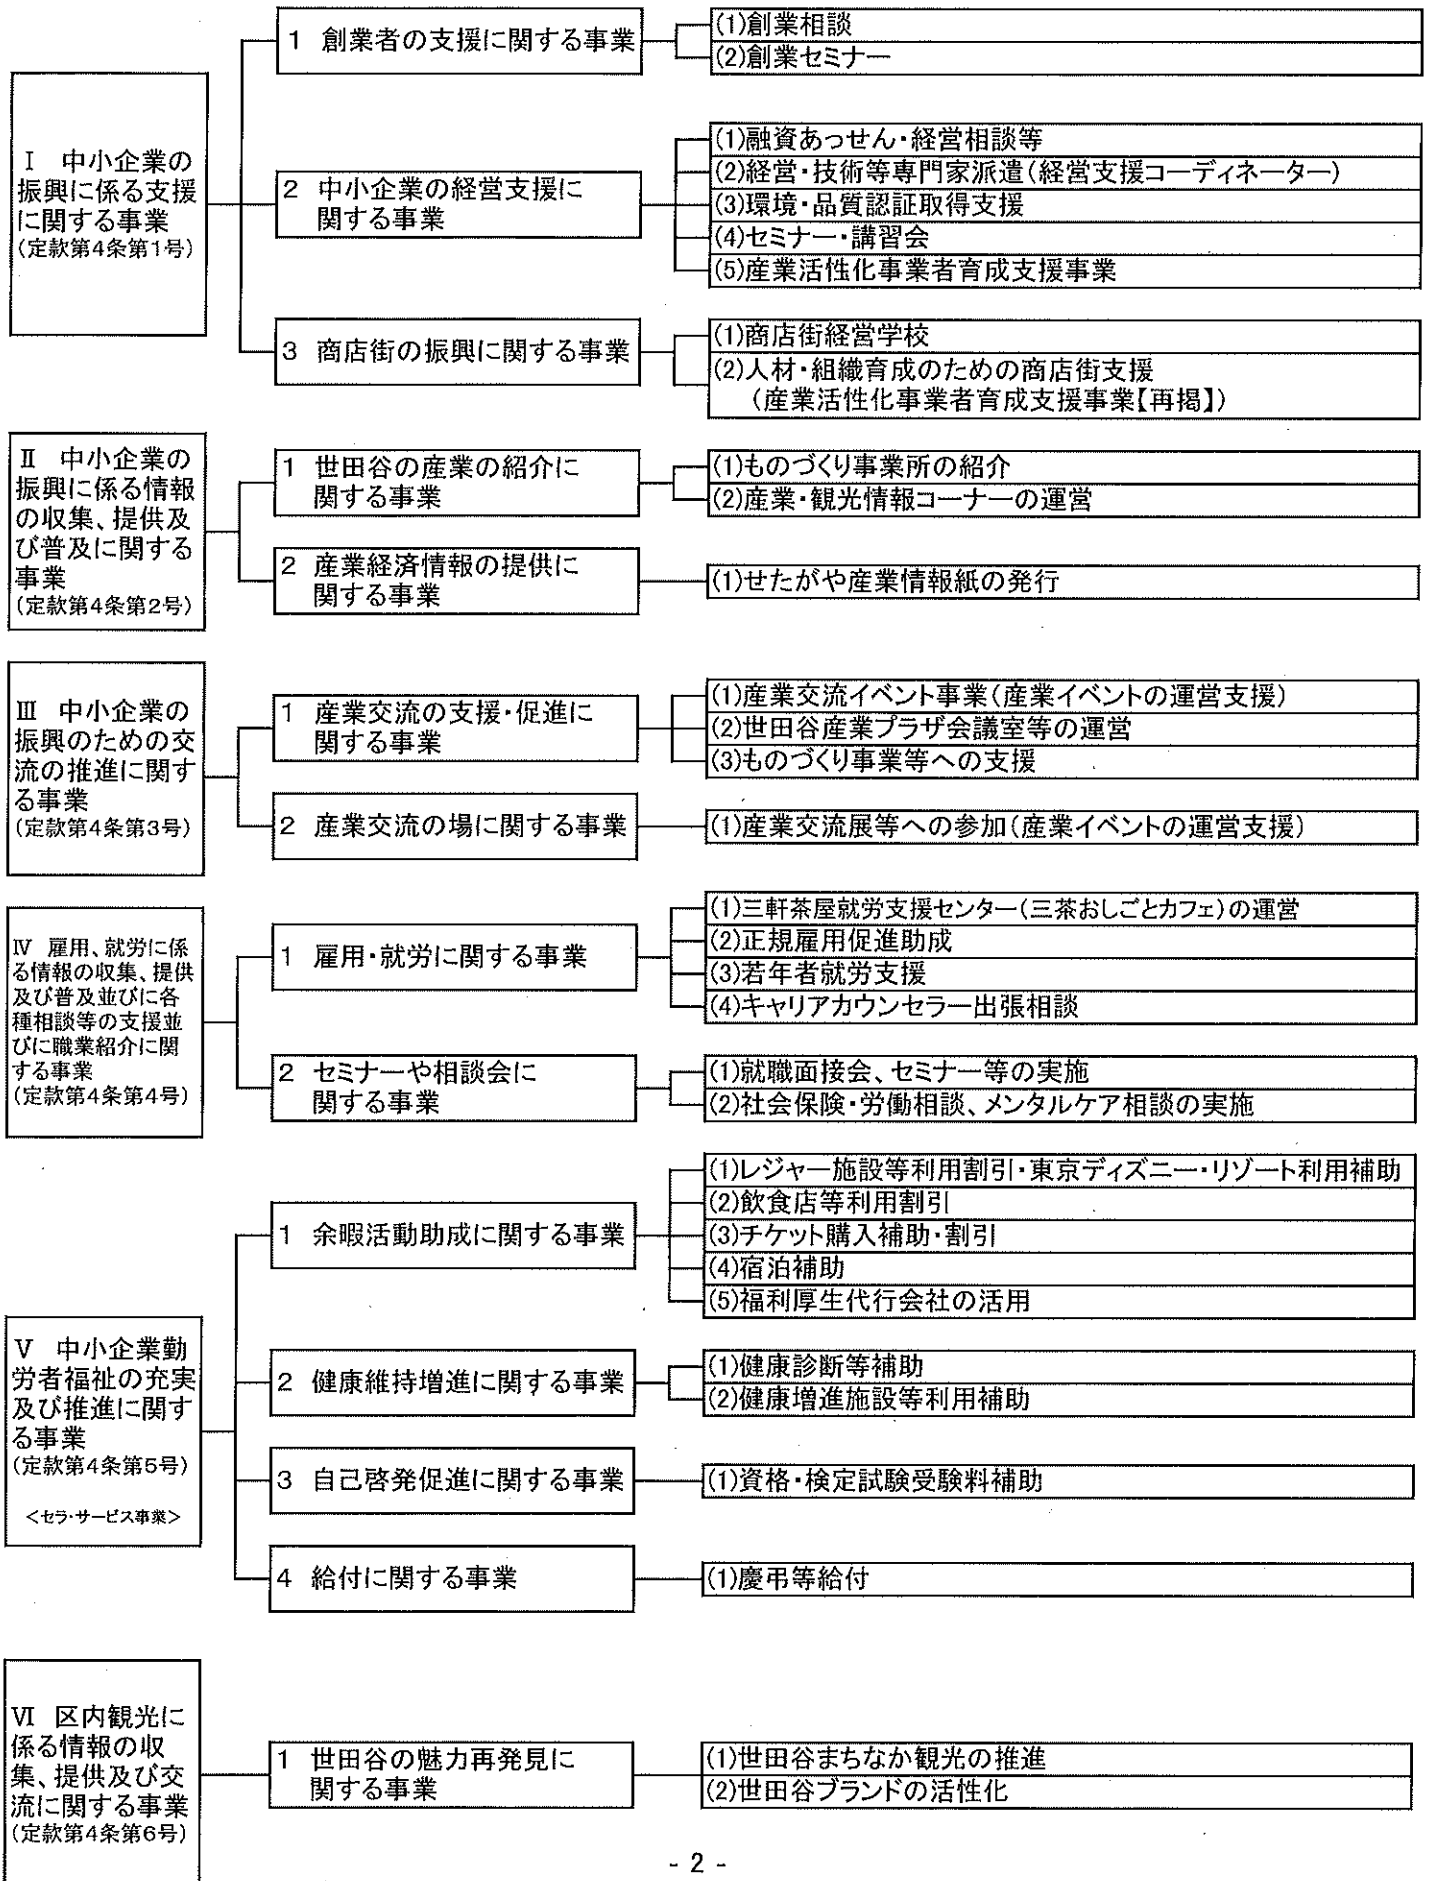 Ⅰ 中小企業の
振興に係る支援
に関する事業
(定款第4条第1号)
1 創業者の支援に関する事業
(1)創業相談
(2)創業セミナー
2 中小企業の経営支援に
関する事業
(1)融資あっせん・経営相談等
(2)経営・技術等専門家派遣(経営支援コーディネーター)
(3)環境・品質認証取得支援
(4)セミナー・講習会
(5)産業活性化事業者育成支援事業
3 商店街の振興に関する事業
(1)商店街経営学校
(2)人材・組織育成のための商店街支援
(産業活性化事業者育成支援事業【再掲】)
Ⅱ 中小企業の
振興に係る情報
の収集、提供及
び普及に関する
事業
(定款第4条第2号)
1 世田谷の産業の紹介に
関する事業
(1)ものづくり事業所の紹介
(2)産業・観光情報コーナーの運営
2 産業経済情報の提供に
関する事業
(1)せたがや産業情報紙の発行
Ⅲ 中小企業の
振興のための交
流の推進に関す
る事業
(定款第4条第3号)
1 産業交流の支援・促進に
関する事業
(1)産業交流イベント事業(産業イベントの運営支援)
(2)世田谷産業プラザ会議室等の運営
(3)ものづくり事業等への支援
2 産業交流の場に関する事業
(1)産業交流展等への参加(産業イベントの運営支援)
Ⅳ 雇用、就労に係
る情報の収集、提供
及び普及並びに各
種相談等の支援並
びに職業紹介に関
する事業
(定款第4条第4号)
1 雇用・就労に関する事業
(1)三軒茶屋就労支援センター(三茶おしごとカフェ)の運営
(2)正規雇用促進助成
(3)若年者就労支援
(4)キャリアカウンセラー出張相談
2 セミナーや相談会に
関する事業
(1)就職面接会、セミナー等の実施
(2)社会保険・労働相談、メンタルケア相談の実施
Ⅴ 中小企業勤
労者福祉の充実
及び推進に関す
る事業
(定款第4条第5号)
<セラ・サービス事業>
1 余暇活動助成に関する事業
(1)レジャー施設等利用割引・東京ディズニー・リゾート利用補助
(2)飲食店等利用割引
(3)チケット購入補助・割引
(4)宿泊補助
(5)福利厚生代行会社の活用
2 健康維持増進に関する事業
(1)健康診断等補助
(2)健康増進施設等利用補助
3 自己啓発促進に関する事業
(1)資格・検定試験受験料補助
4 給付に関する事業
(1)慶弔等給付
Ⅵ 区内観光に
係る情報の収
集、提供及び交
流に関する事業
(定款第4条第6号)
1 世田谷の魅力再発見に
関する事業
(1)世田谷まちなか観光の推進
(2)世田谷ブランドの活性化
- 2 -